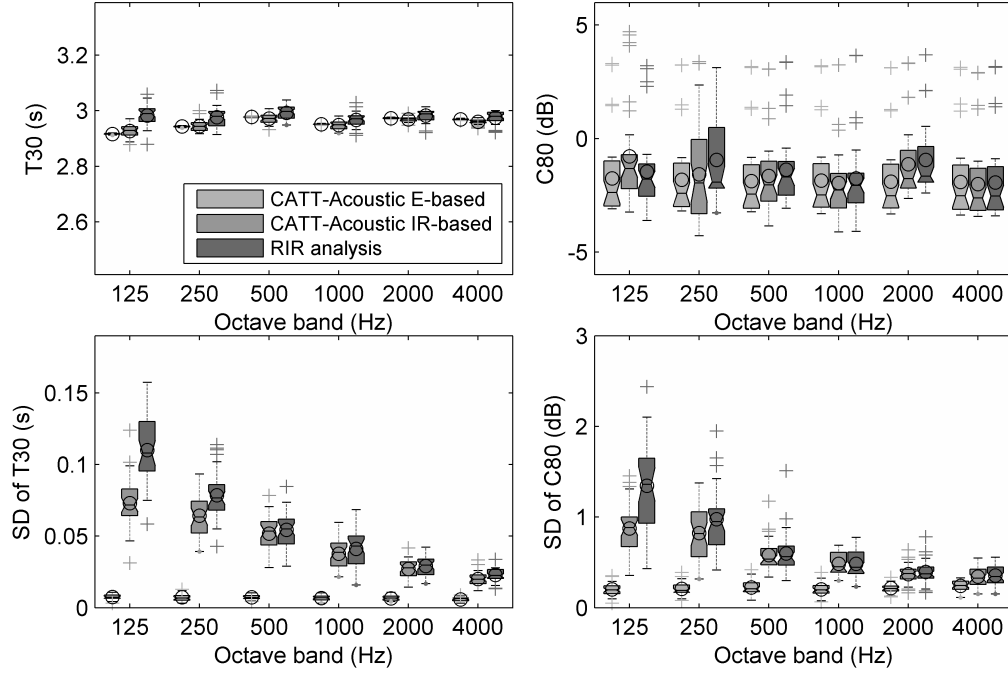 3.2
3
2.8
2.6
T30 (s)
CATT-Acoustic E-based
CATT-Acoustic IR-based
RIR analysis
125 250 500 1000 2000 4000
Octave band (Hz)
5
0
-5
C80 (dB)
125 250 500 1000 2000 4000
Octave band (Hz)
0.15
0.1
0.05
0
SD of T30 (s)
125 250 500 1000 2000 4000
Octave band (Hz)
3
2
1
0
SD of C80 (dB)
125 250 500 1000 2000 4000
Octave band (Hz)